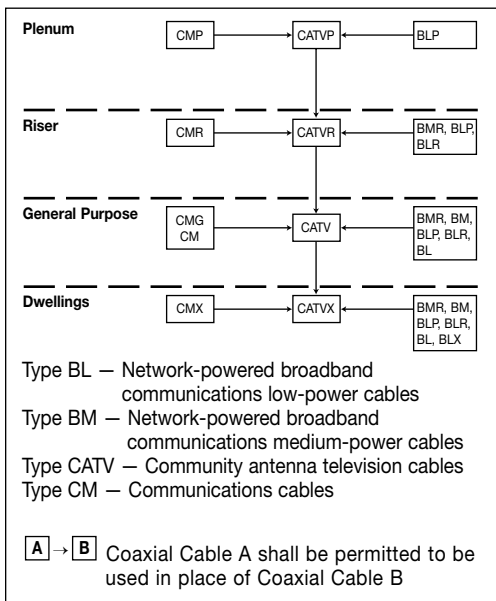 Plenum
CMP
CATVP
BLP
Riser
CMR
CATVR
BMR, BLP,
BLR
General Purpose
CMG
CM
CATV
BMR, BM,
BLP, BLR,
BL
Dwellings
CMX
CATVX
BMR, BM,
BLP, BLR,
BL, BLX
Type BL — Network-powered broadband
communications low-power cables
Type BM — Network-powered broadband
communications medium-power cables
Type CATV — Community antenna television cables
Type CM — Communications cables
A → B Coaxial Cable A shall be permitted to be
used in place of Coaxial Cable B